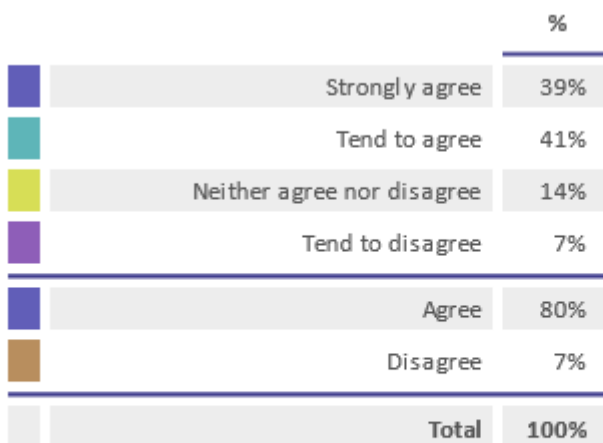 %
Strongly agree 39%
Tend to agree 41%
Neither agree nor disagree 14%
Tend to disagree 7%
Agree 80%
Disagree 7%
Total 100%